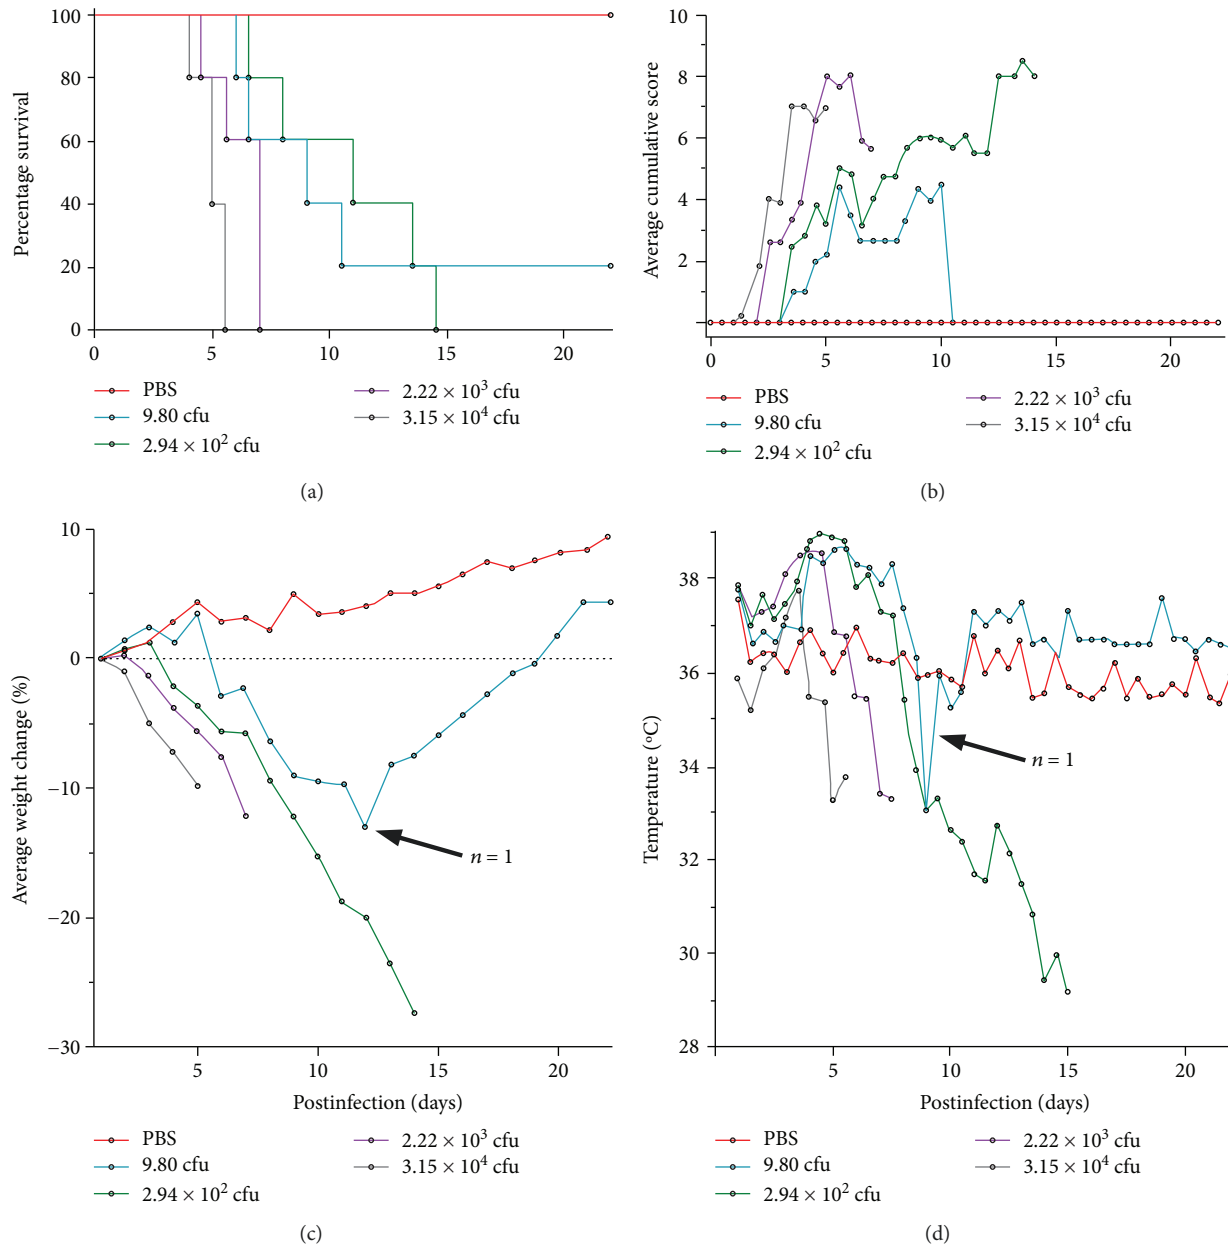 100
80
60
40
20
0
Percentage survival
0
5
10
15
20
PBS
9.80 cfu
2.94 × 10² cfu
2.22 × 10³ cfu
3.15 × 10⁴ cfu
(a)
10
8
6
4
2
Average cumulative score
0
5
10
15
20
PBS
9.80 cfu
2.94 × 10² cfu
2.22 × 10³ cfu
3.15 × 10⁴ cfu
(b)
10
0
−10
−20
−30
Average weight change (%)
n = 1
5
10
15
20
Postinfection (days)
PBS
9.80 cfu
2.94 × 10² cfu
2.22 × 10³ cfu
3.15 × 10⁴ cfu
(c)
38
36
34
32
30
28
Temperature (°C)
n = 1
5
10
15
20
Postinfection (days)
PBS
9.80 cfu
2.94 × 10² cfu
2.22 × 10³ cfu
3.15 × 10⁴ cfu
(d)